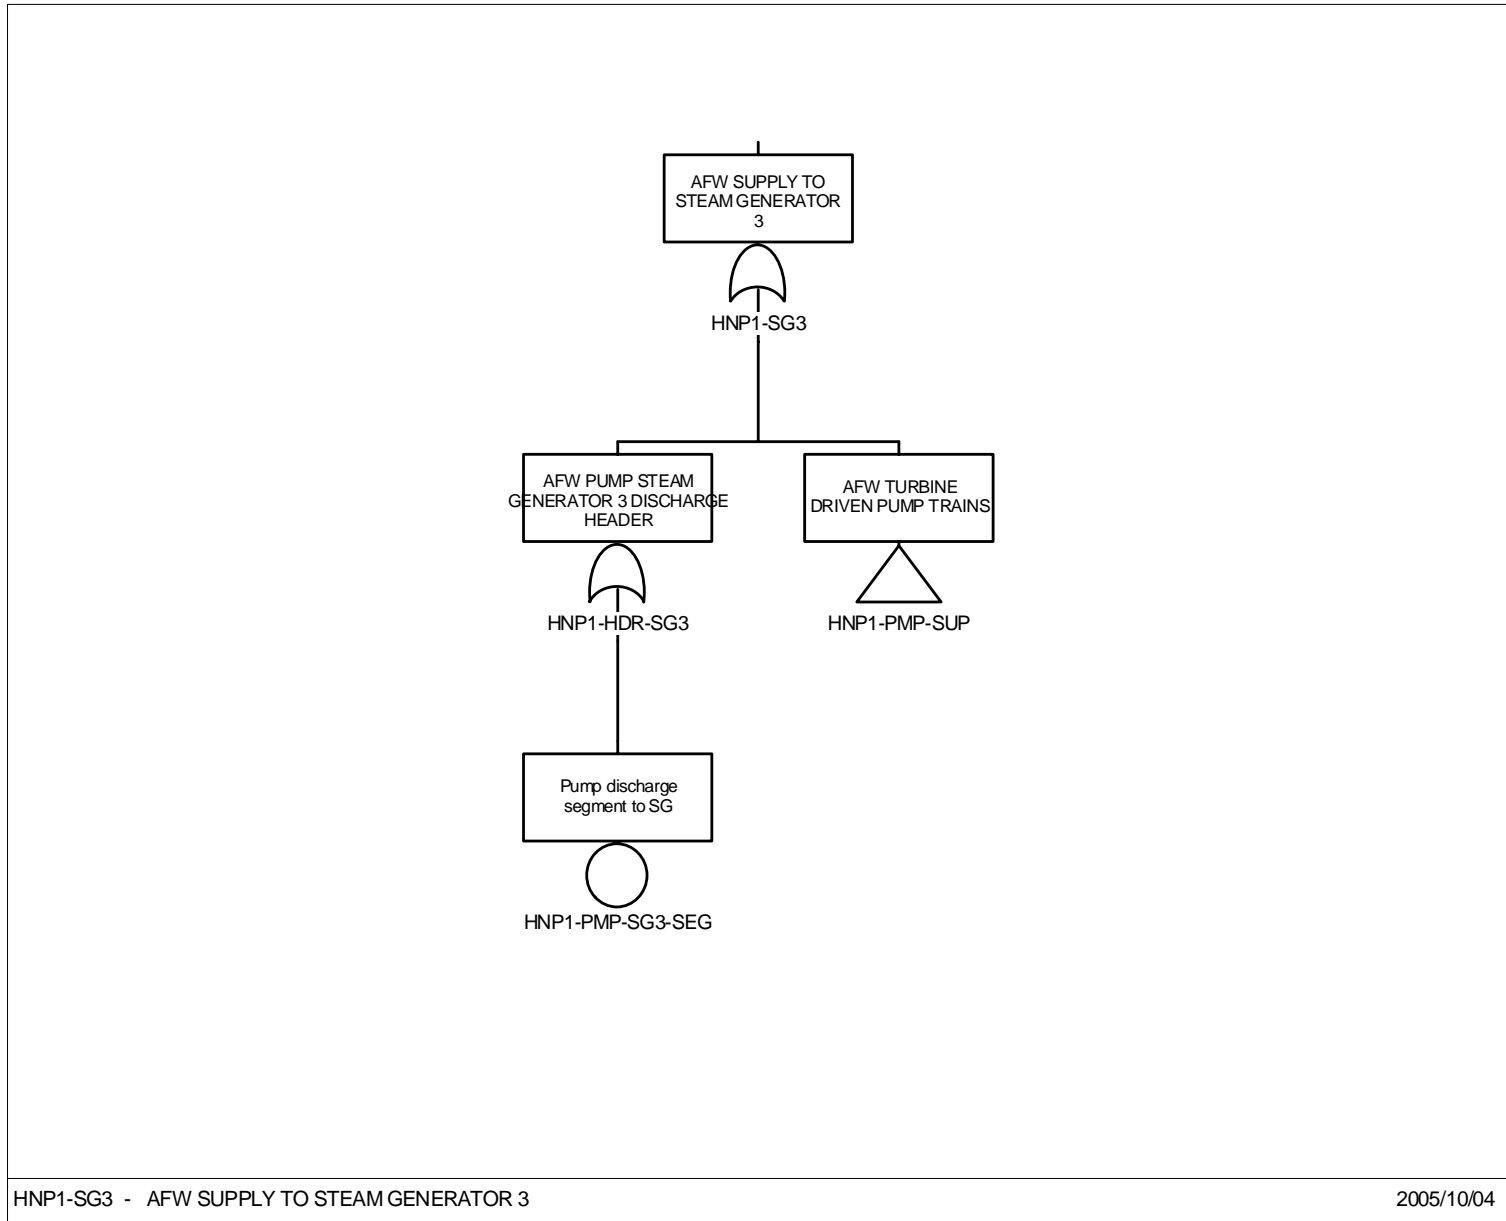 AFW SUPPLY TO
STEAM GENERATOR
3
HNP1-SG3
AFW PUMP STEAM
GENERATOR 3 DISCHARGE
HEADER
HNP1-HDR-SG3
AFW TURBINE
DRIVEN PUMP TRAINS
HNP1-PMP-SUP
Pump discharge
segment to SG
HNP1-PMP-SG3-SEG
HNP1-SG3 - AFW SUPPLY TO STEAM GENERATOR 3
2005/10/04